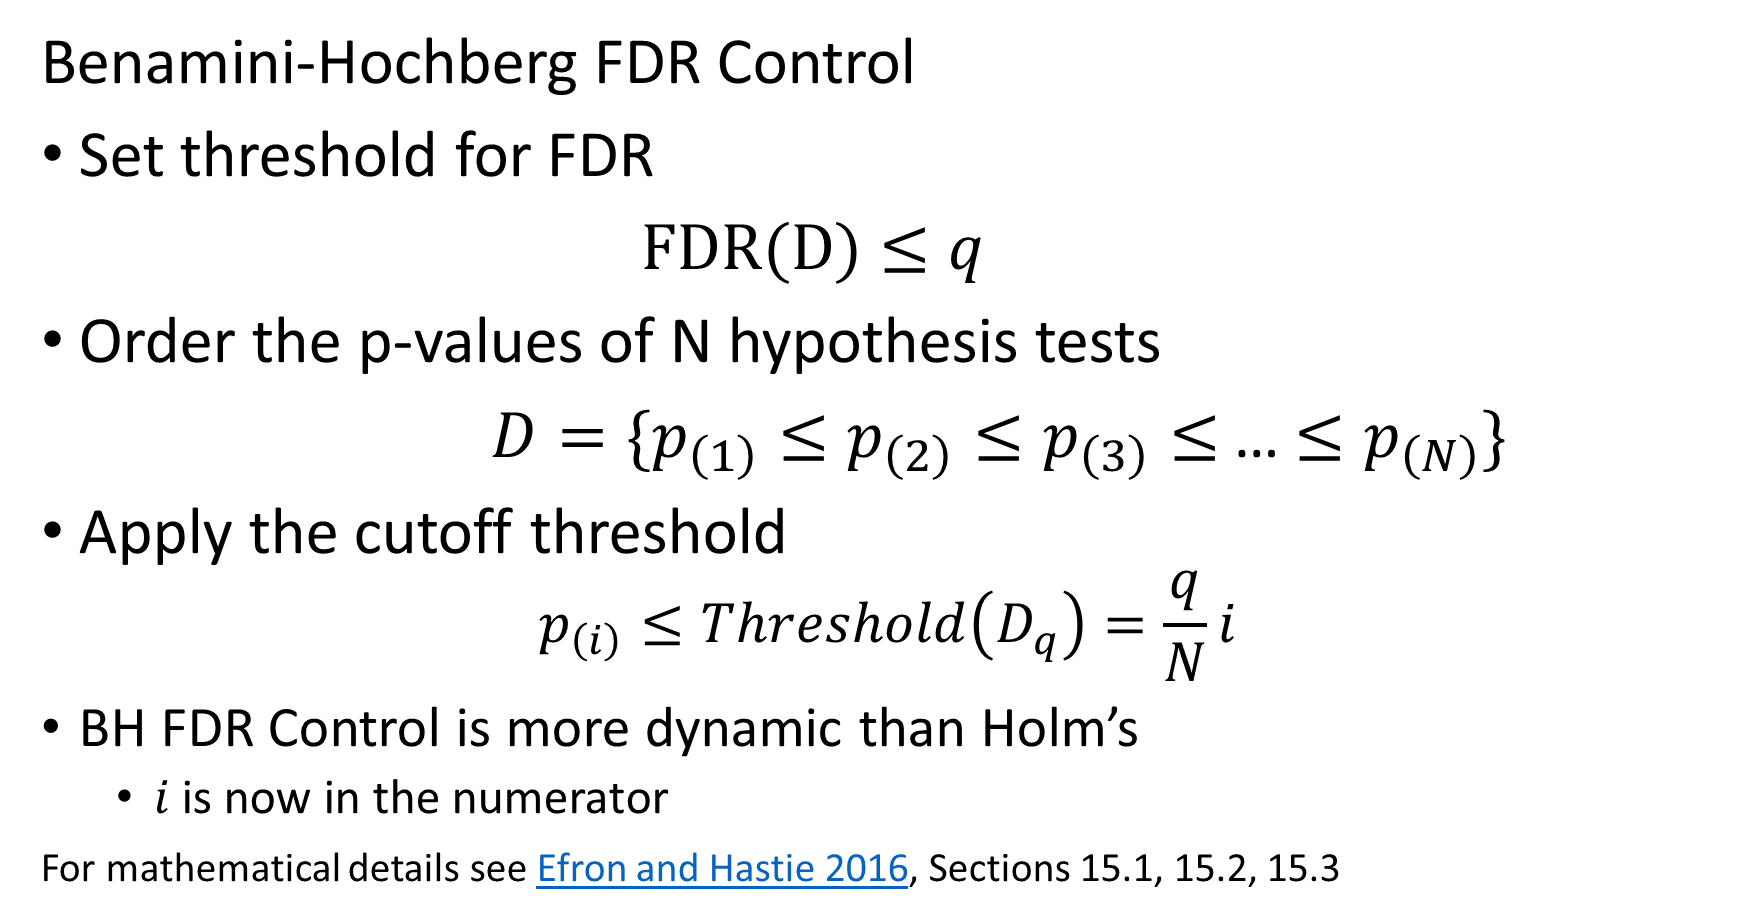 Benamini-Hochberg FDR Control
• Set threshold for FDR
FDR(D) ≤ q
• Order the p-values of N hypothesis tests
D = {p(1) ≤ p(2) ≤ p(3) ≤ … ≤ p(N)}
• Apply the cutoff threshold
p(i) ≤ Threshold(Dq) = q/N i
• BH FDR Control is more dynamic than Holm’s
• i is now in the numerator
For mathematical details see Efron and Hastie 2016, Sections 15.1, 15.2, 15.3